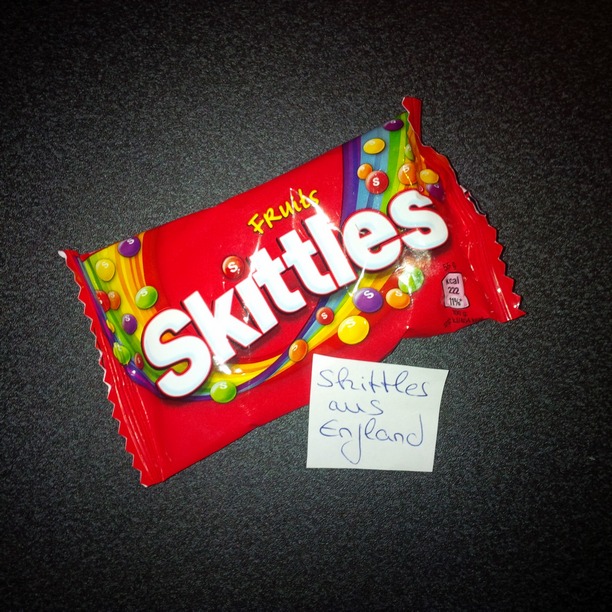 Fruits
Skittles
kcal
222
11%*
Skittles
aus
England